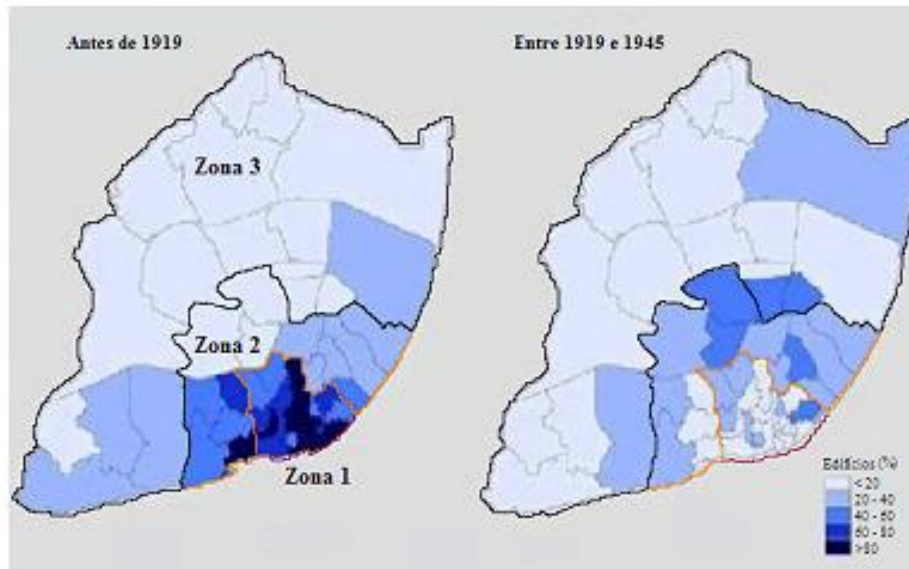 Antes de 1919
Entre 1919 e 1945
Zona 3
Zona 2
Zona 1
Edifícios (%)
< 20
20 - 40
40 - 60
60 - 80
>80